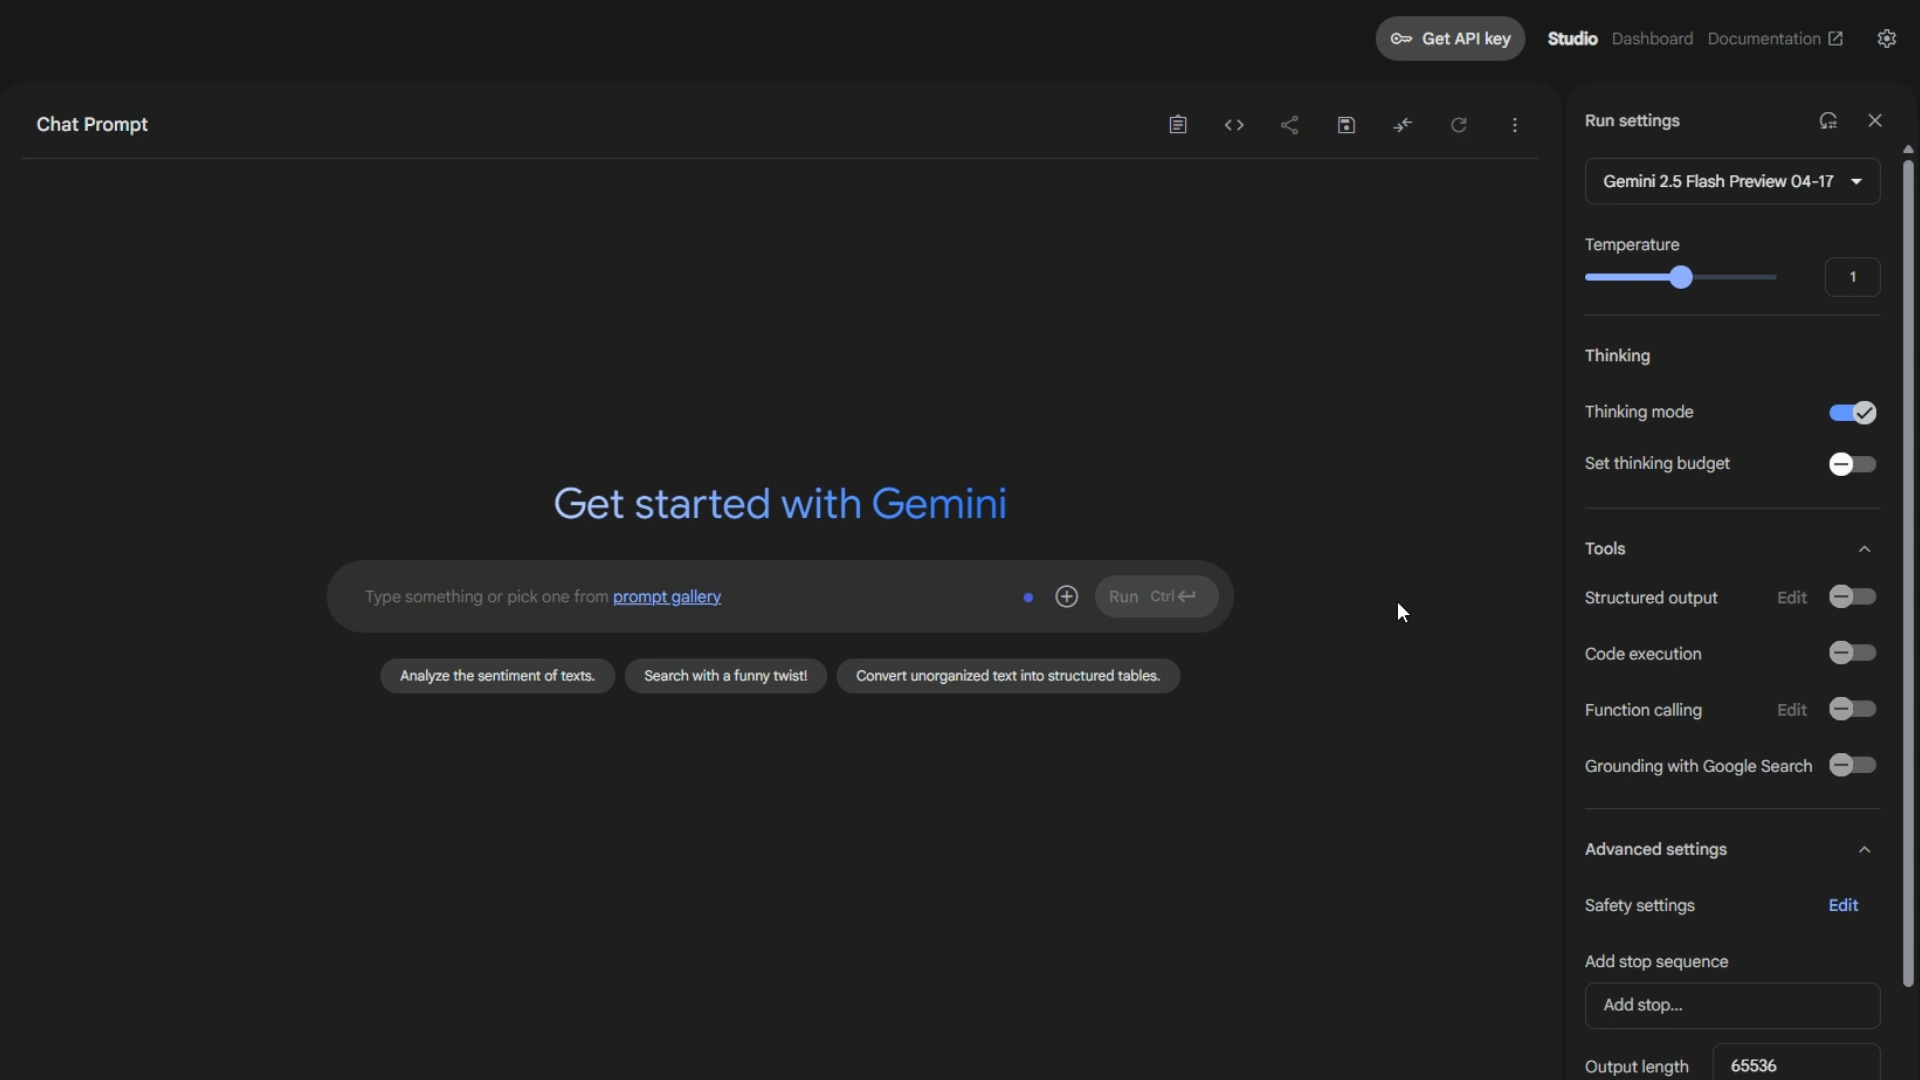 Get API key
Studio
Dashboard
Documentation
Chat Prompt
Run settings
Gemini 2.5 Flash Preview 04-17
Temperature
1
Thinking
Thinking mode
Set thinking budget
Get started with Gemini
Type something or pick one from prompt gallery
Run Ctrl
Analyze the sentiment of texts.
Search with a funny twist!
Convert unorganized text into structured tables.
Tools
Structured output Edit
Code execution
Function calling Edit
Grounding with Google Search
Advanced settings
Safety settings Edit
Add stop sequence
Add stop...
Output length 65536